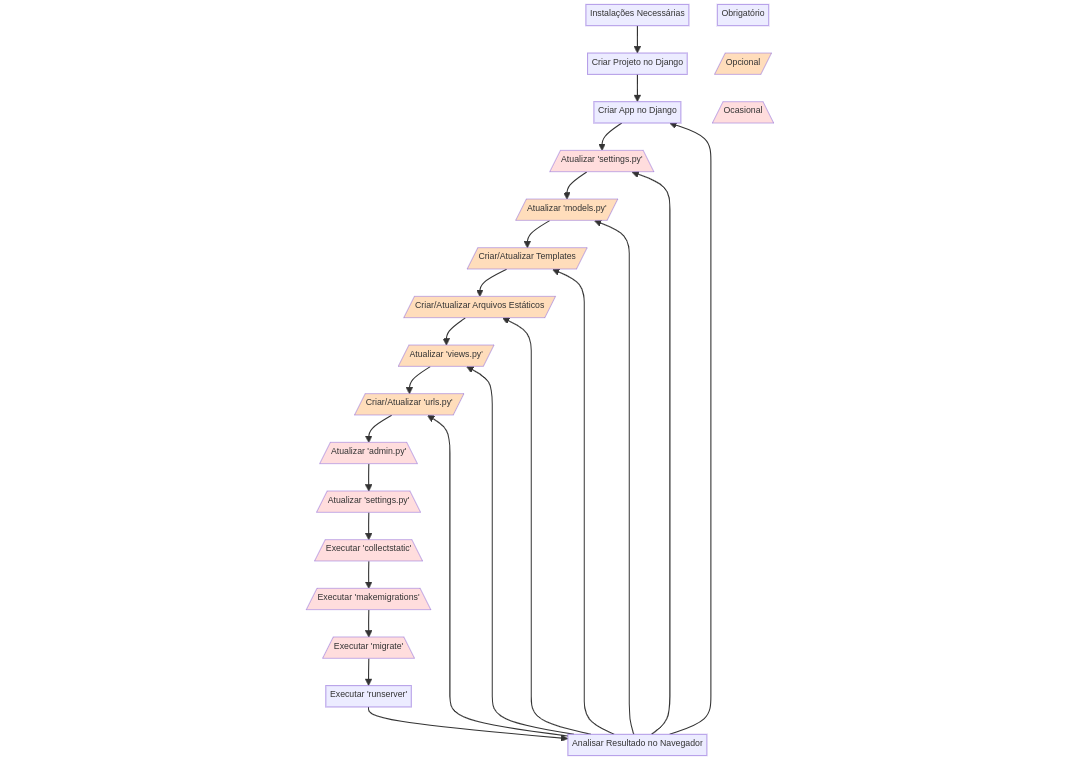 Instalações Necessárias
Obrigatório
Criar Projeto no Django
Opcional
Criar App no Django
Ocasional
Atualizar 'settings.py'
Atualizar 'models.py'
Criar/Atualizar Templates
Criar/Atualizar Arquivos Estáticos
Atualizar 'views.py'
Criar/Atualizar 'urls.py'
Atualizar 'admin.py'
Atualizar 'settings.py'
Executar 'collectstatic'
Executar 'makemigrations'
Executar 'migrate'
Executar 'runserver'
Analisar Resultado no Navegador